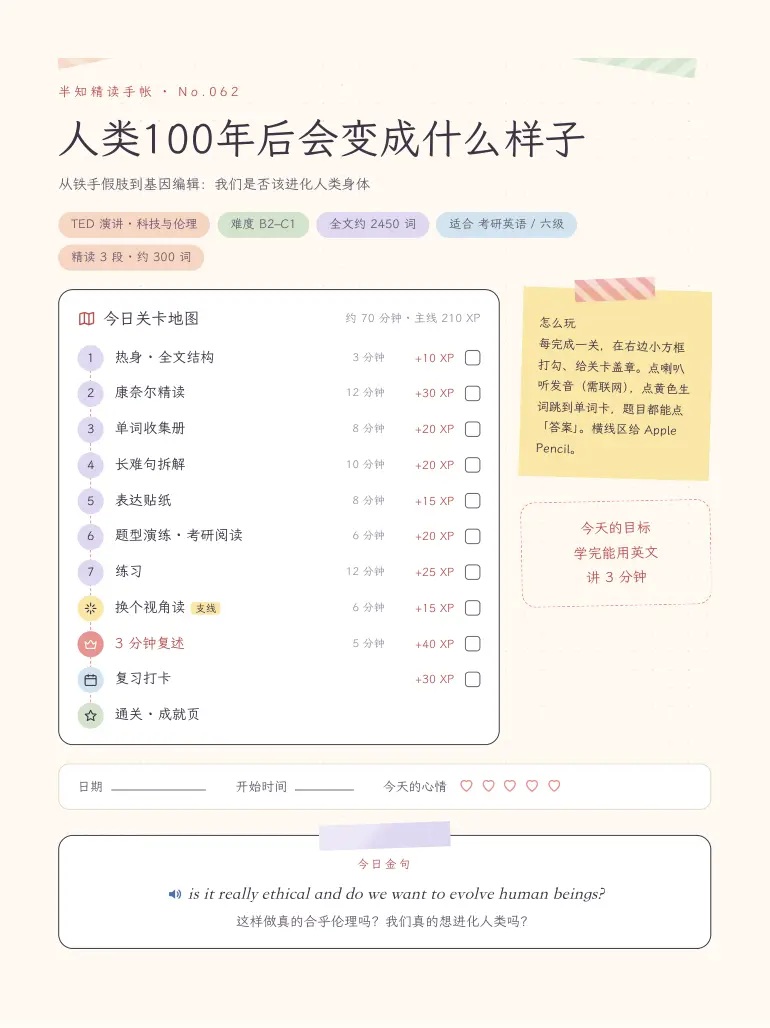 半知精读手帐 · No.062
人类100年后会变成什么样子
从铁手假肢到基因编辑：我们是否该进化人类身体
TED 演讲·科技与伦理
难度 B2–C1
全文约 2450 词
适合 考研英语 / 六级
精读 3 段·约 300 词
今日关卡地图
约 70 分钟·主线 210 XP
1 热身·全文结构 3 分钟 +10 XP
2 康奈尔精读 12 分钟 +30 XP
3 单词收集册 8 分钟 +20 XP
4 长难句拆解 10 分钟 +20 XP
5 表达贴纸 8 分钟 +15 XP
6 题型演练·考研阅读 6 分钟 +20 XP
7 练习 12 分钟 +25 XP
换个视角读 支线 6 分钟 +15 XP
3 分钟复述 5 分钟 +40 XP
复习打卡 +30 XP
通关·成就页
怎么玩
每完成一关，在右边小方框
打勾、给关卡盖章。点喇叭
听发音（需联网），点黄色生
词跳到单词卡，题目都能点
「答案」。横线区给 Apple
Pencil。
今天的目标
学完能用英文
讲 3 分钟
日期 开始时间 今天的心情
今日金句
is it really ethical and do we want to evolve human beings?
这样做真的合乎伦理吗？我们真的想进化人类吗？